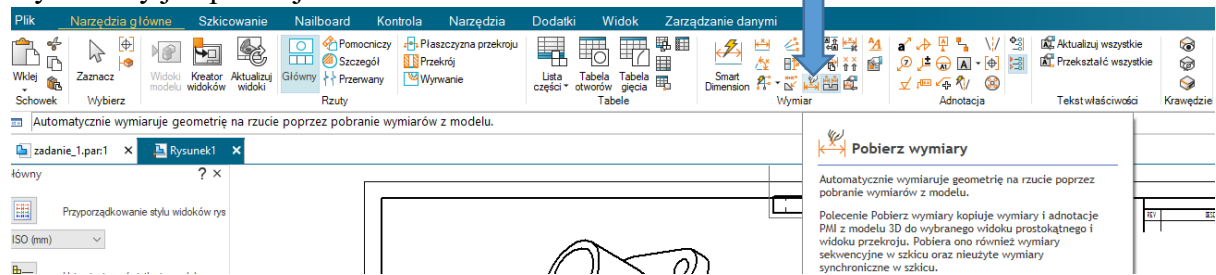 Plik Narzędzia główne Szkicowanie Nailboard Kontrola Narzędzia Dodatki Widok Zarządzanie danymi
Wklej
Schowek
Zaznacz
Wybierz
Widoki modelu
Kreator widoków
Aktualizuj widoki
Główny
Pomocniczy
Szczegół
Przerwany
Płaszczyzna przekroju
Przekrój
Wyrwanie
Rzuty
Lista części
Tabela otworów
Tabela gięcia
Tabele
Smart Dimension
Wymiar
Adnotacja
Aktualizuj wszystkie
Przekształć wszystkie
Tekst właściwości
Krawędzie
Automatycznie wymiaruje geometrię na rzucie poprzez pobranie wymiarów z modelu.
zadanie_1.par:1 × Rysunek1 ×
łówny ? ×
Przyporządkowanie stylu widoków rys
ISO (mm)
Pobierz wymiary
Automatycznie wymiaruje geometrię na rzucie poprzez
pobranie wymiarów z modelu.
Polecenie Pobierz wymiary kopiuje wymiary i adnotacje
PMI z modelu 3D do wybranego widoku prostokątnego i
widoku przekroju. Pobiera ono również wymiary
sekwencyjne w szkicu oraz nieużyte wymiary
synchroniczne w szkicu.
REV